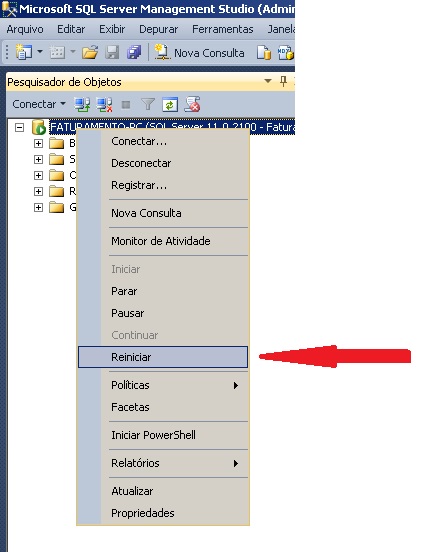 Microsoft SQL Server Management Studio (Admin
Arquivo Editar Exibir Depurar Ferramentas Janela
Nova Consulta
Pesquisador de Objetos
Conectar
FATURAMENTO-PC (SQL Server 11.0.2100 - Fatura
B
S
O
R
G
Conectar...
Desconectar
Registrar...
Nova Consulta
Monitor de Atividade
Iniciar
Parar
Pausar
Continuar
Reiniciar
Políticas
Facetas
Iniciar PowerShell
Relatórios
Atualizar
Propriedades